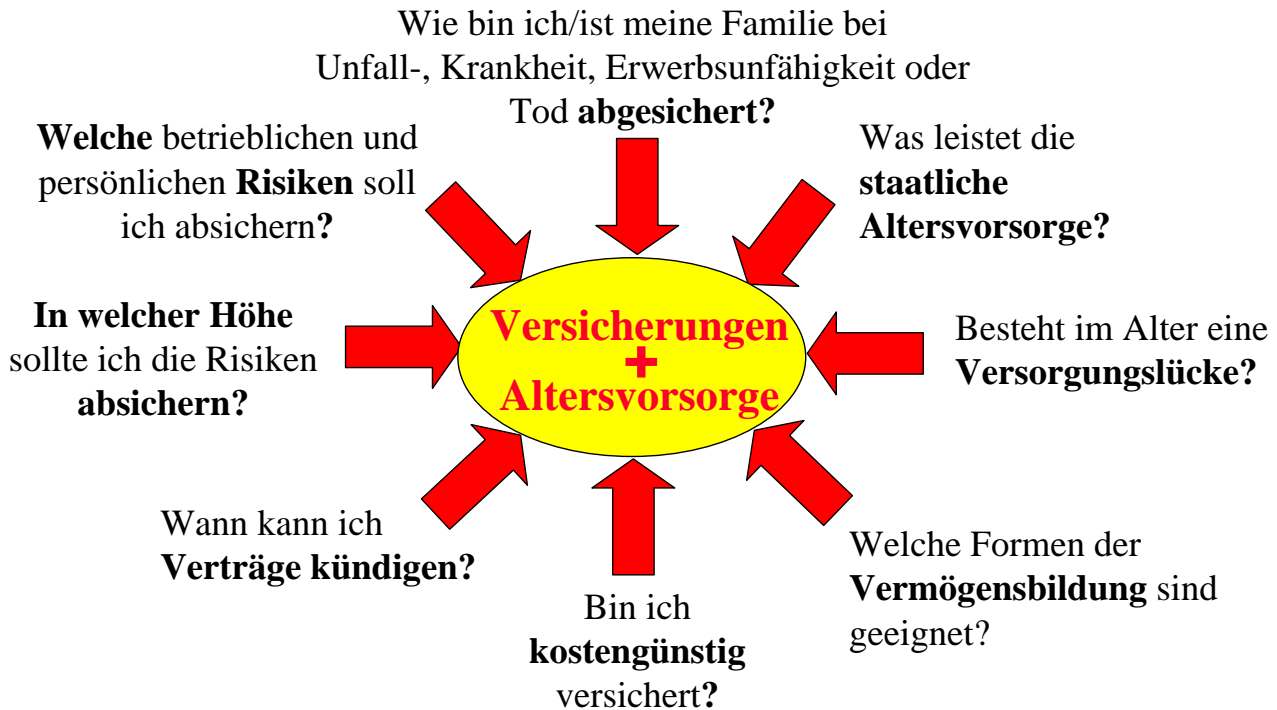 Wie bin ich/ist meine Familie bei
Unfall-, Krankheit, Erwerbsunfähigkeit oder
Tod abgesichert?
Welche betrieblichen und
persönlichen Risiken soll
ich absichern?
Was leistet die
staatliche
Altersvorsorge?
In welcher Höhe
sollte ich die Risiken
absichern?
Versicherungen
+
Altersvorsorge
Besteht im Alter eine
Versorgungslücke?
Wann kann ich
Verträge kündigen?
Bin ich
kostengünstig
versichert?
Welche Formen der
Vermögensbildung sind
geeignet?